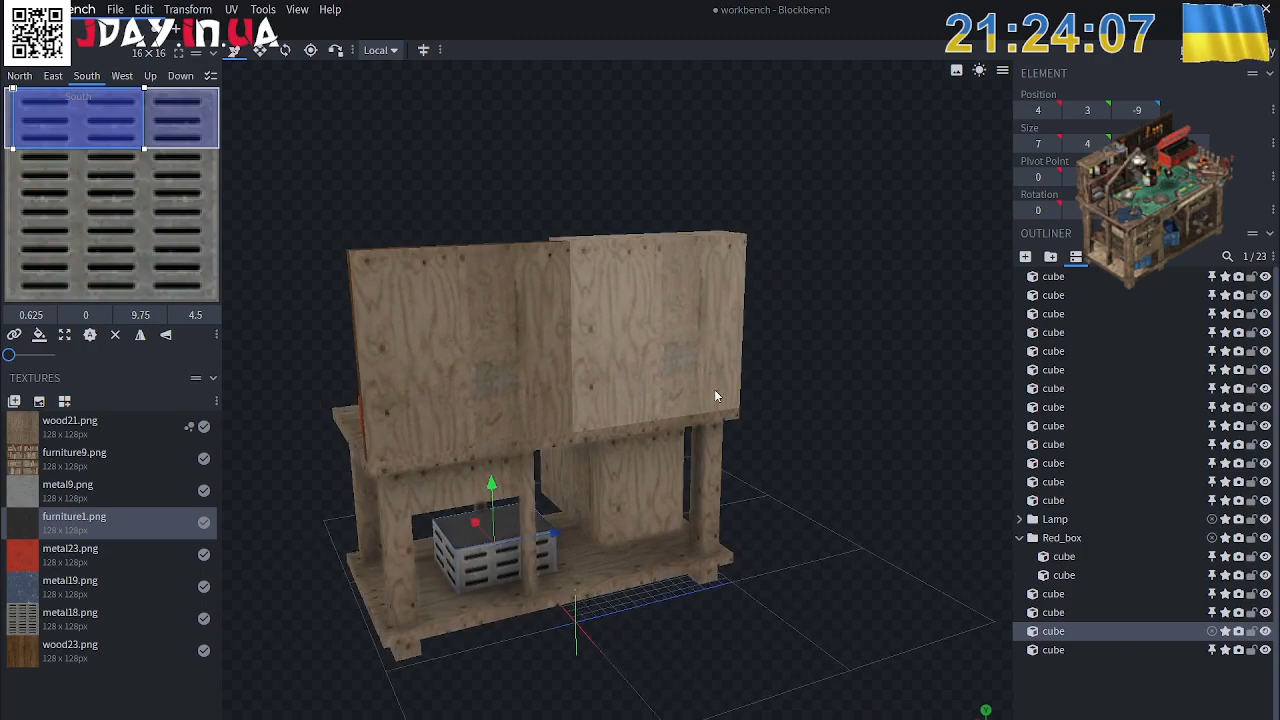 bench File Edit Transform UV Tools View Help
workbench - Blockbench
JDAY.in.UA
21:24:07
16×16
Local
North East South West Up Down
South
0.625 0 9.75 4.5
TEXTURES
wood21.png
128 x 128px
furniture9.png
128 x 128px
metal9.png
128 x 128px
furniture1.png
128 x 128px
metal23.png
128 x 128px
metal19.png
128 x 128px
metal18.png
128 x 128px
wood23.png
128 x 128px
ELEMENT
Position
4 3 -9
Size
7 4
Pivot Point
0
Rotation
0
OUTLINER
1/23
cube
cube
cube
cube
cube
cube
cube
cube
cube
cube
cube
cube
cube
Lamp
Red_box
cube
cube
cube
cube
cube
cube